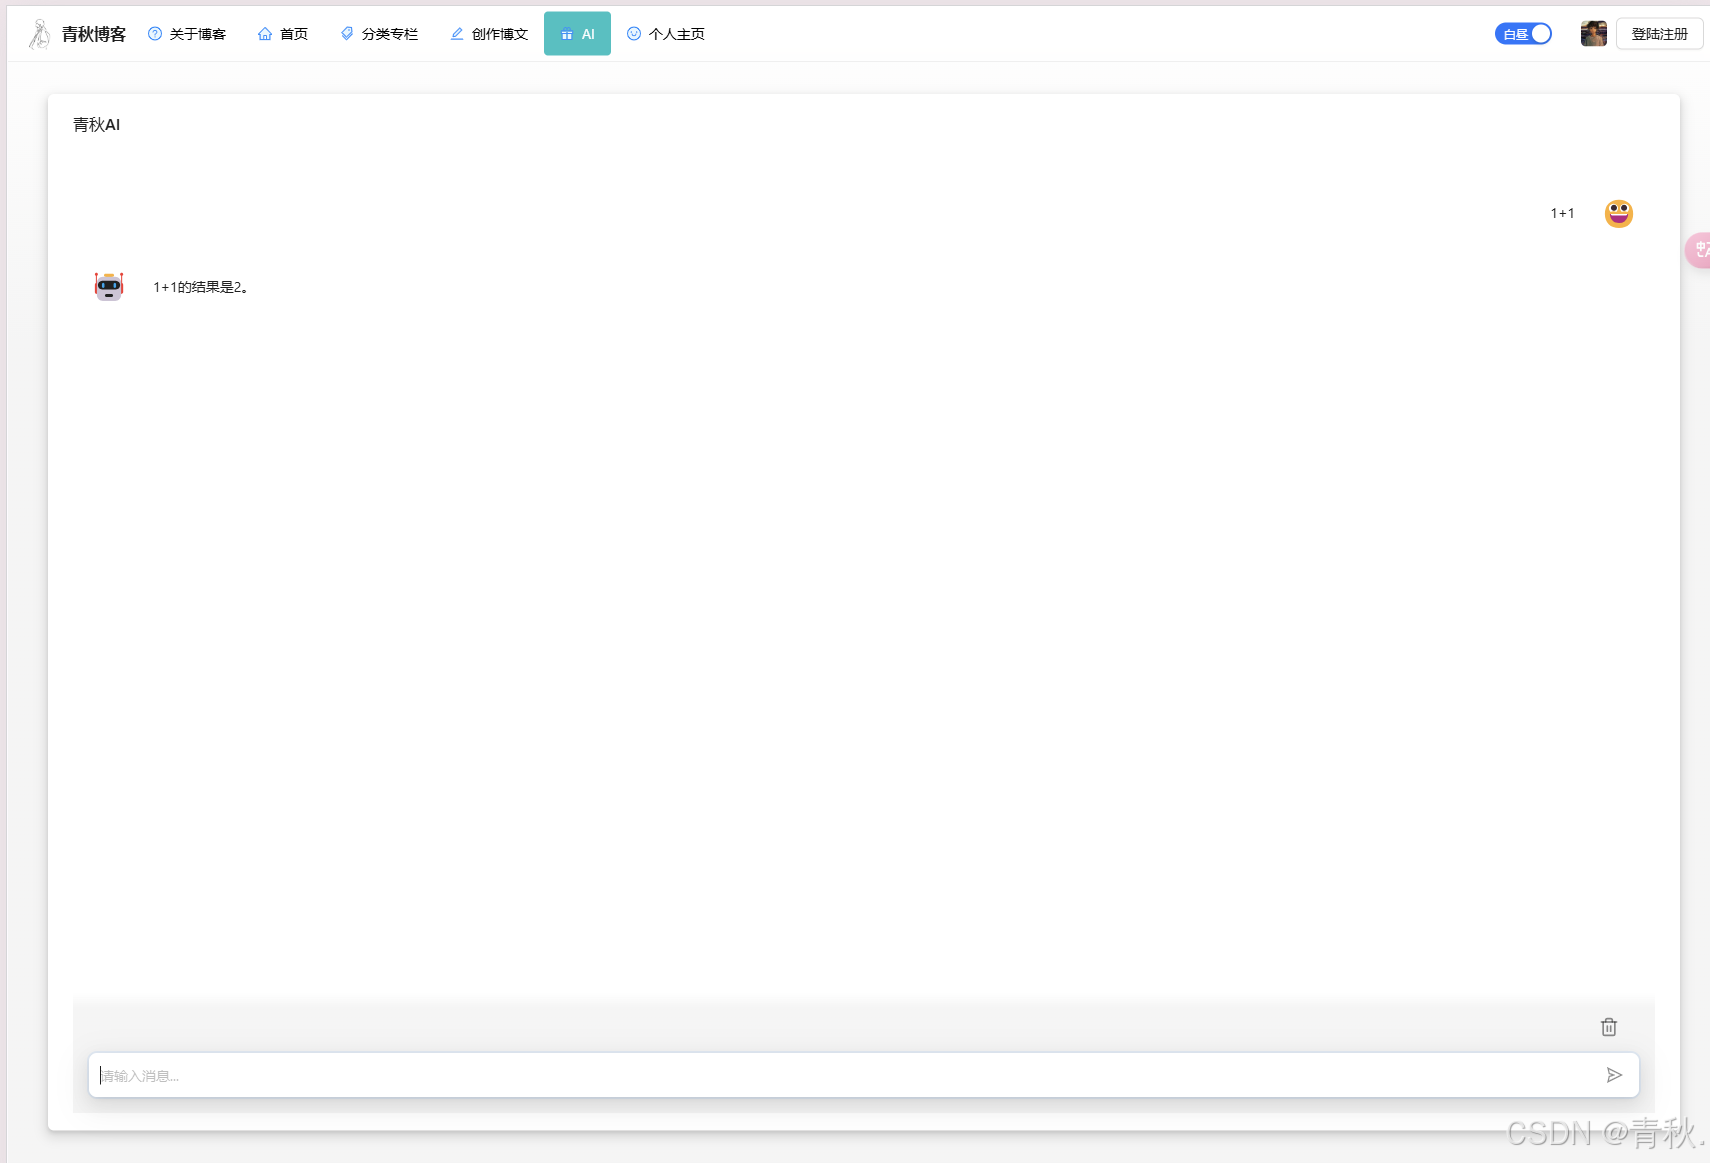 青秋博客 关于博客 首页 分类专栏 创作博文 AI 个人主页 白昼 登陆注册
青秋AI
1+1
1+1的结果是2。
请输入消息...
CSDN @青秋.